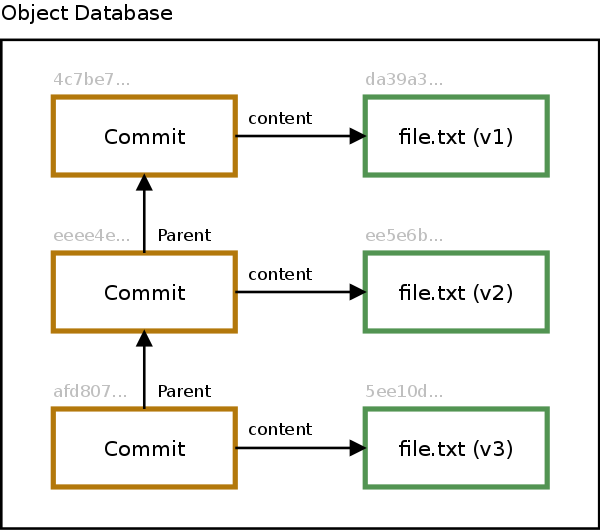 Object Database
4c7be7...
da39a3...
Commit
content
file.txt (v1)
eeee4e...
Parent
ee5e6b...
Commit
content
file.txt (v2)
afd807...
Parent
5ee10d...
Commit
content
file.txt (v3)